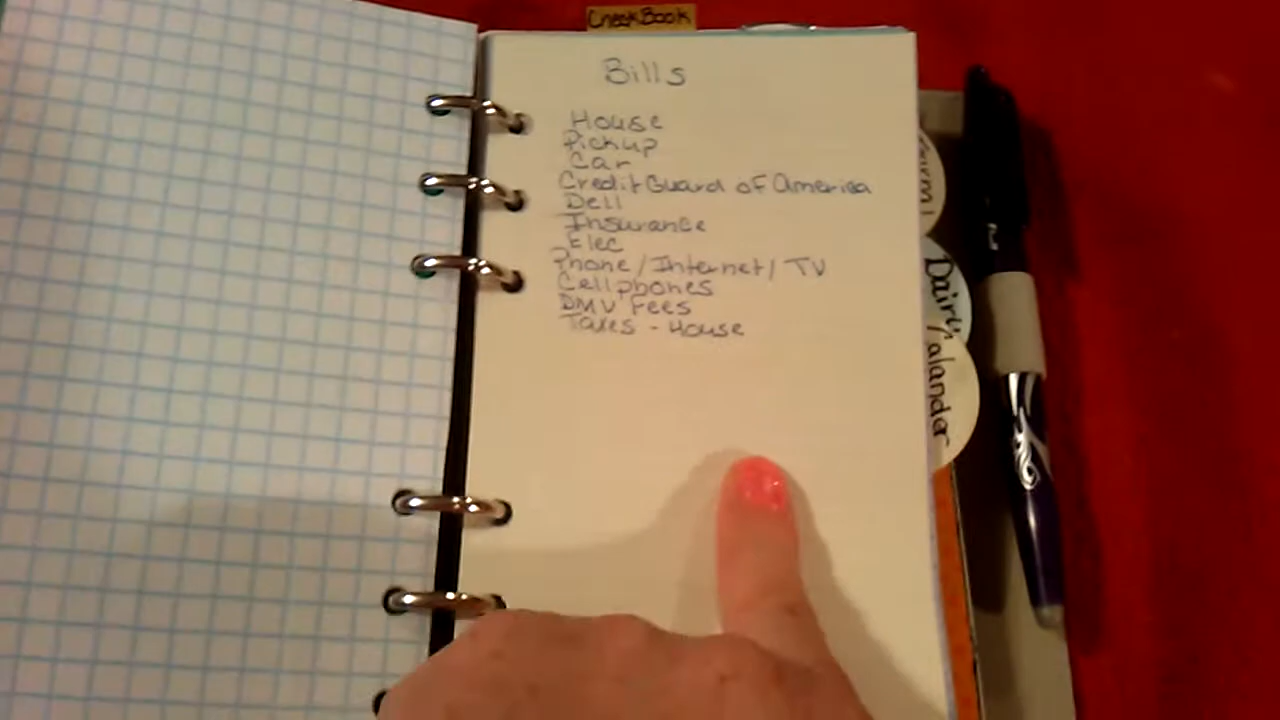 CheckBook
Bills
House
Pickup
Car
Credit Guard of America
Dell
Insurance
Elec
Phone/Internet/TV
Cellphones
DMV Fees
Taxes - House
Dairy
alander